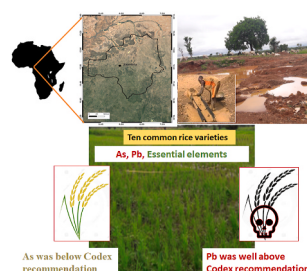 Ten common rice varieties
As, Pb, Essential elements
As was below Codex
recommendation
Pb was well above
Codex recommendation